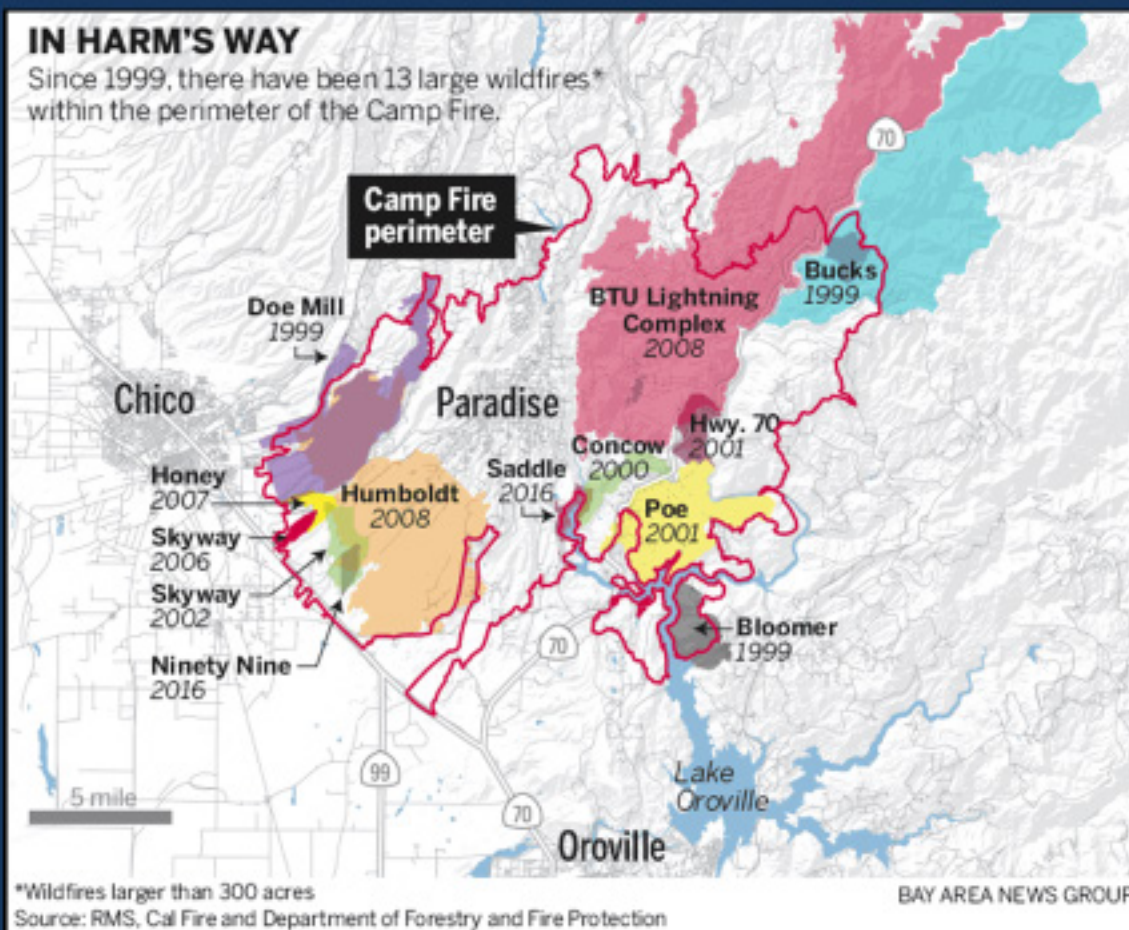 IN HARM'S WAY
Since 1999, there have been 13 large wildfires*
within the perimeter of the Camp Fire.
70
Camp Fire
perimeter
Bucks
1999
BTU Lightning
Complex
2008
Doe Mill
1999
Chico
Paradise
Hwy. 70
2001
Concow
2000
Saddle
2016
Honey
2007
Humboldt
2008
Poe
2001
Skyway
2006
Skyway
2002
Bloomer
1999
70
Ninety Nine
2016
99
70
5 mile
Lake
Oroville
Oroville
*Wildfires larger than 300 acres
BAY AREA NEWS GROUP
Source: RMS, Cal Fire and Department of Forestry and Fire Protection